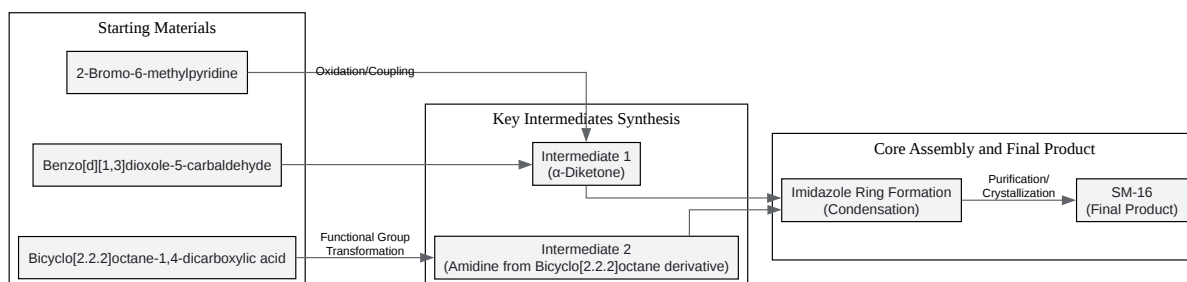 Starting Materials
2-Bromo-6-methylpyridine
Oxidation/Coupling
Benzo[d][1,3]dioxole-5-carbaldehyde
Bicyclo[2.2.2]octane-1,4-dicarboxylic acid
Functional Group
Transformation
Key Intermediates Synthesis
Intermediate 1
(α-Diketone)
Intermediate 2
(Amidine from Bicyclo[2.2.2]octane derivative)
Core Assembly and Final Product
Imidazole Ring Formation
(Condensation)
Purification/
Crystallization
SM-16
(Final Product)